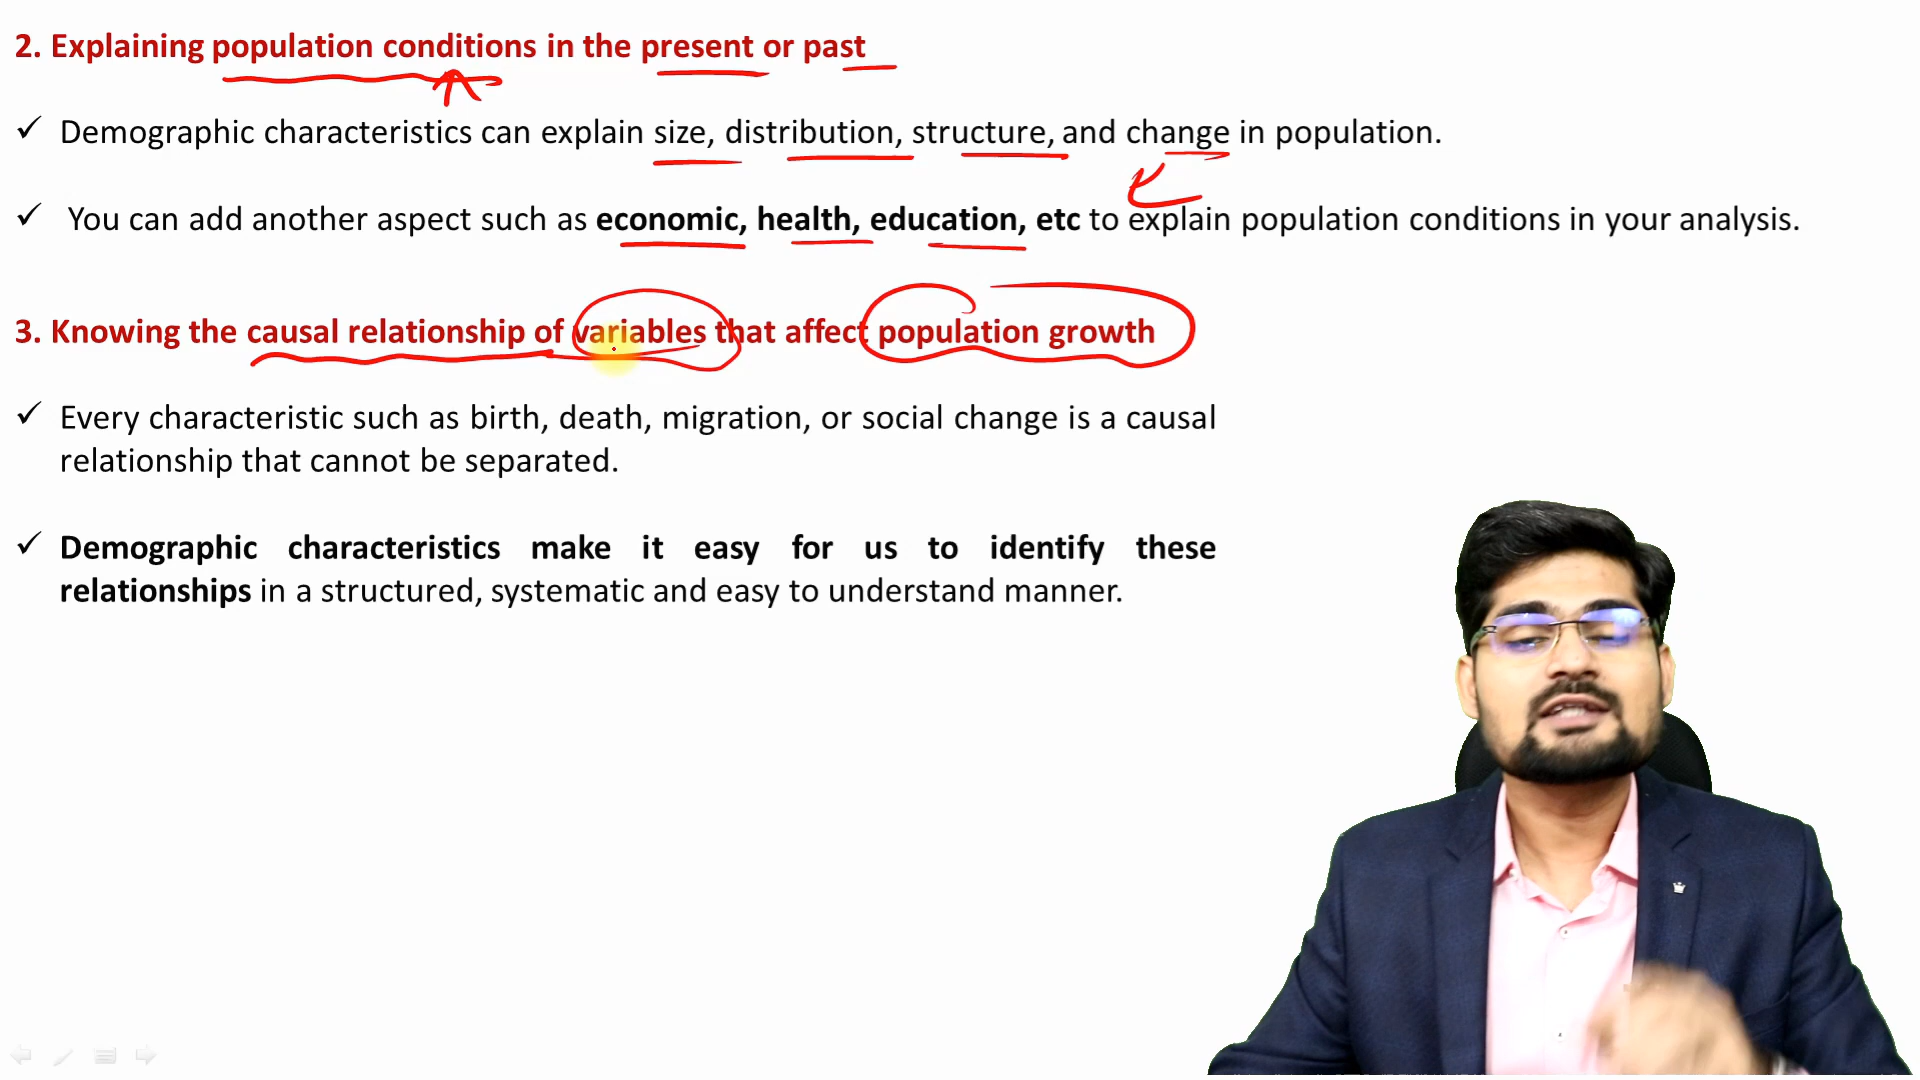 2. Explaining population conditions in the present or past
✓ Demographic characteristics can explain size, distribution, structure, and change in population.
✓ You can add another aspect such as economic, health, education, etc to explain population conditions in your analysis.
3. Knowing the causal relationship of variables that affect population growth
✓ Every characteristic such as birth, death, migration, or social change is a causal
relationship that cannot be separated.
✓ Demographic characteristics make it easy for us to identify these
relationships in a structured, systematic and easy to understand manner.